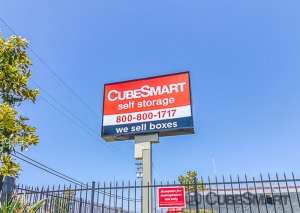 CUBESMART
self storage
800-800-1717
we sell boxes
CUBESMART